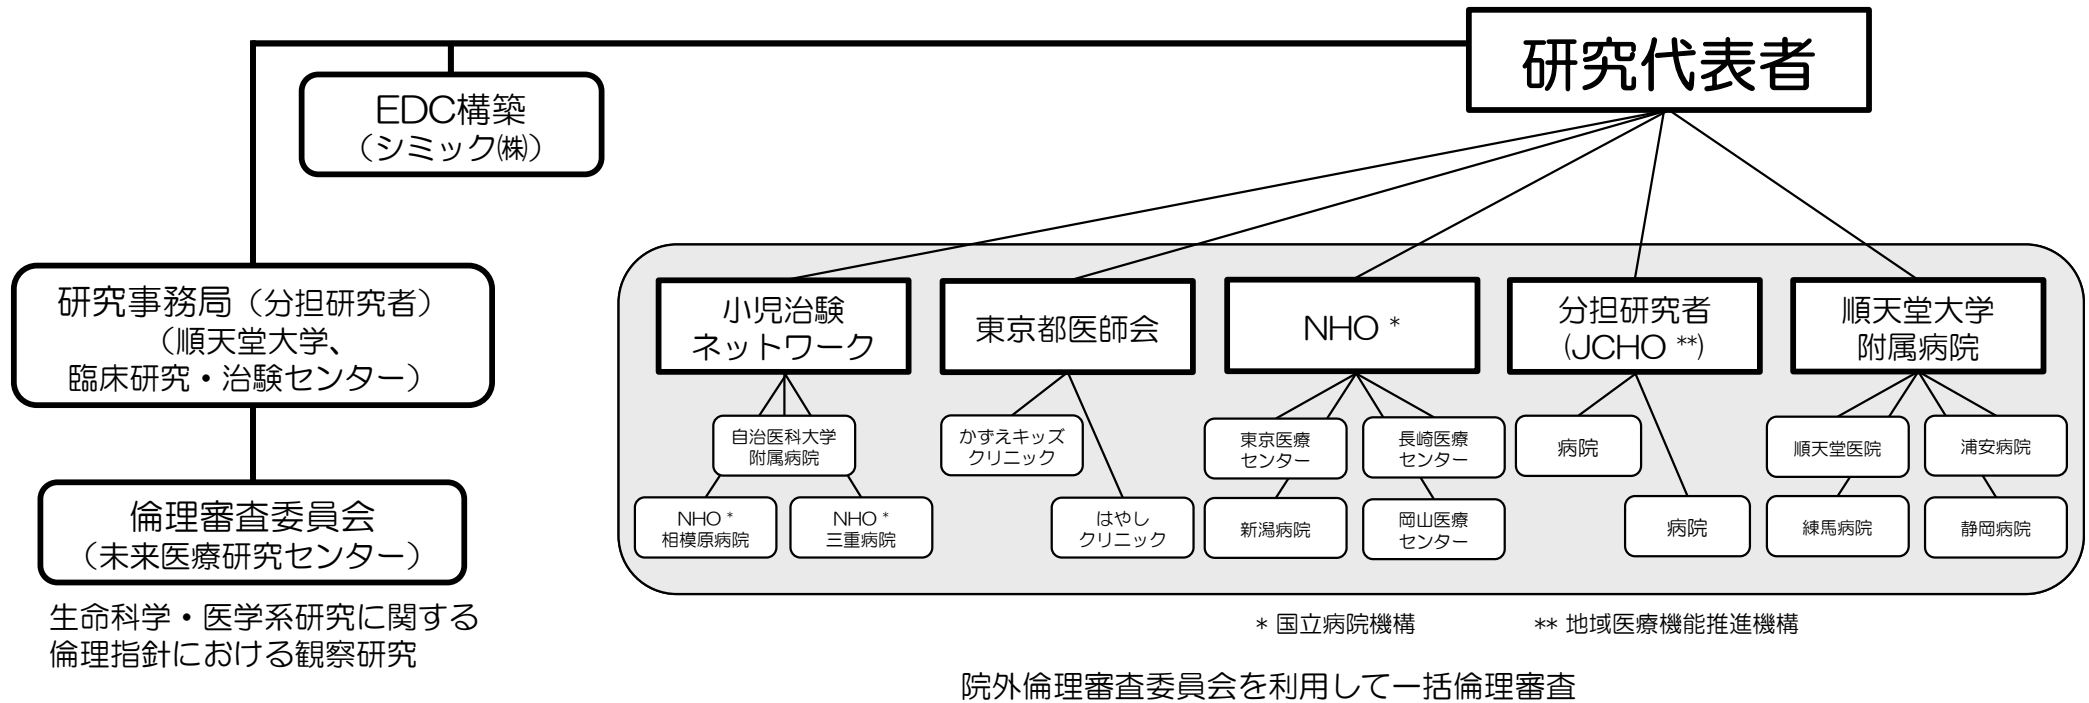 研究代表者
EDC構築
（シミック㈱）
研究事務局（分担研究者）
（順天堂大学、
臨床研究・治験センター）
倫理審査委員会
（未来医療研究センター）
生命科学・医学系研究に関する
倫理指針における観察研究
小児治験
ネットワーク
自治医科大学
附属病院
NHO *
相模原病院
NHO *
三重病院
東京都医師会
かずえキッズ
クリニック
はやし
クリニック
NHO *
東京医療
センター
長崎医療
センター
新潟病院
岡山医療
センター
分担研究者
(JCHO **)
病院
病院
順天堂大学
附属病院
順天堂医院
浦安病院
練馬病院
静岡病院
* 国立病院機構
** 地域医療機能推進機構
院外倫理審査委員会を利用して一括倫理審査